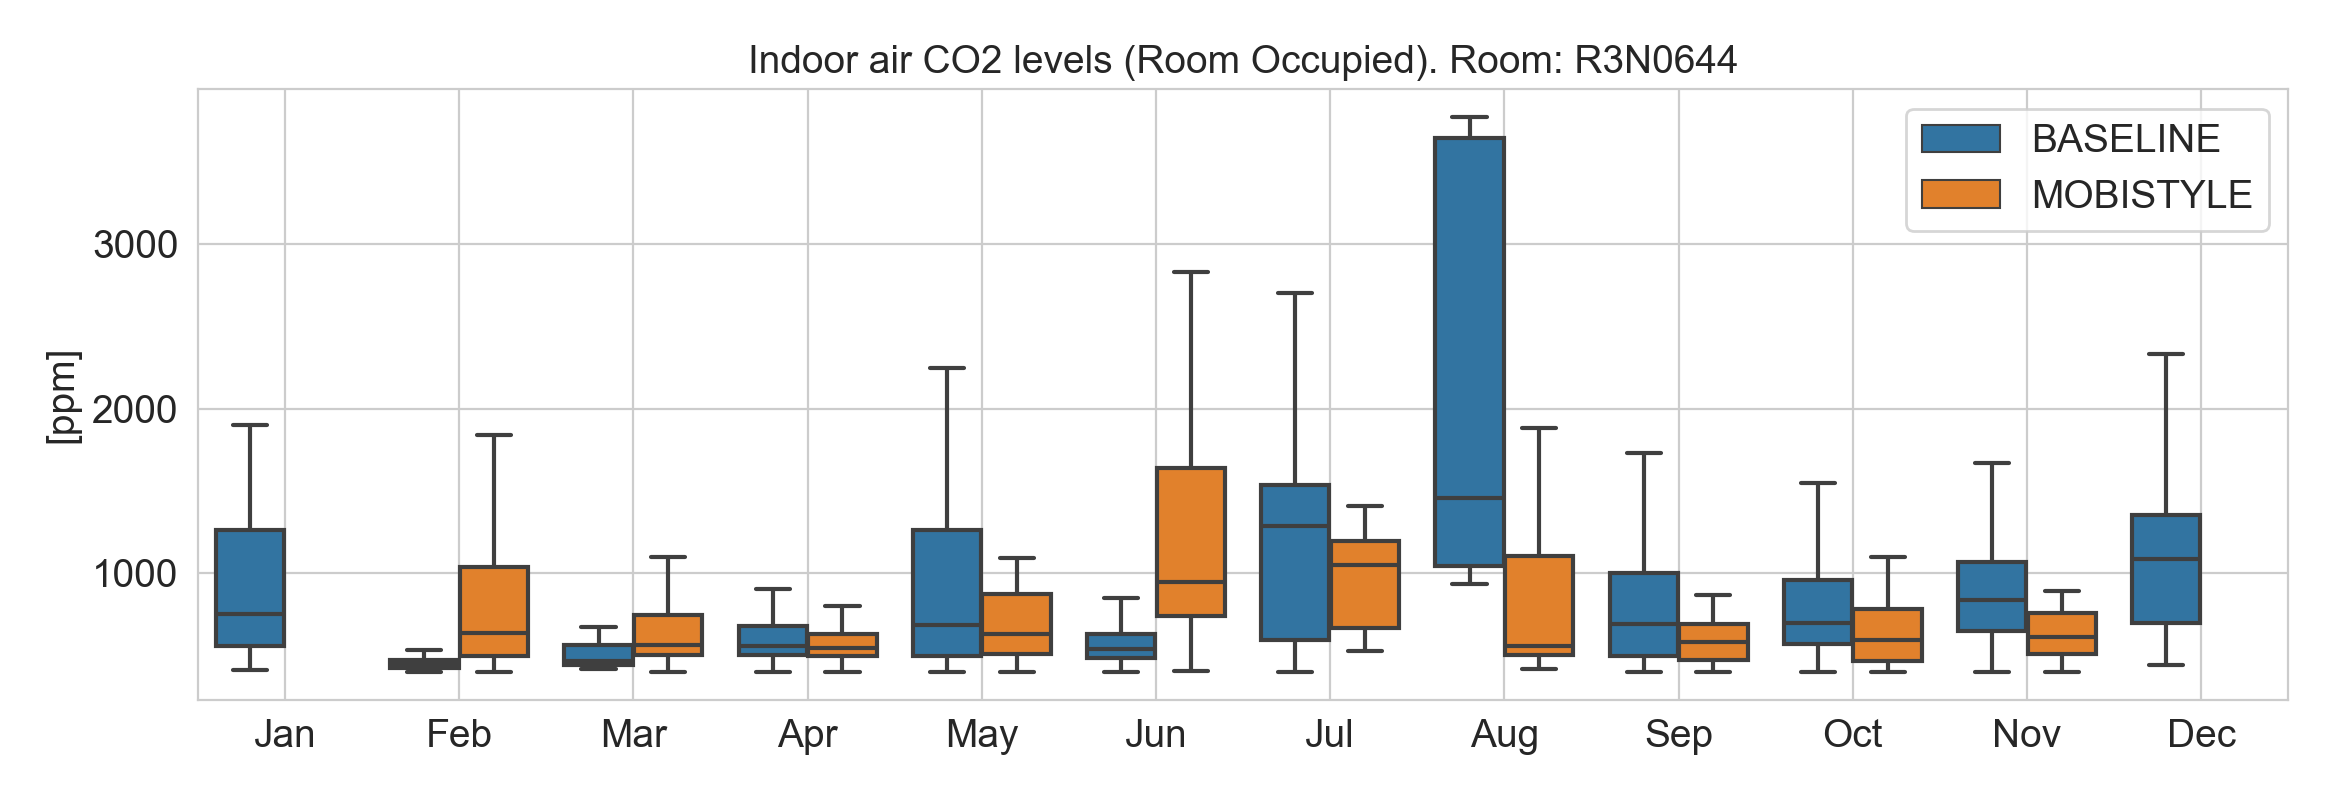 Indoor air CO2 levels (Room Occupied). Room: R3N0644
BASELINE
MOBISTYLE
[ppm]
3000
2000
1000
Jan Feb Mar Apr May Jun Jul Aug Sep Oct Nov Dec